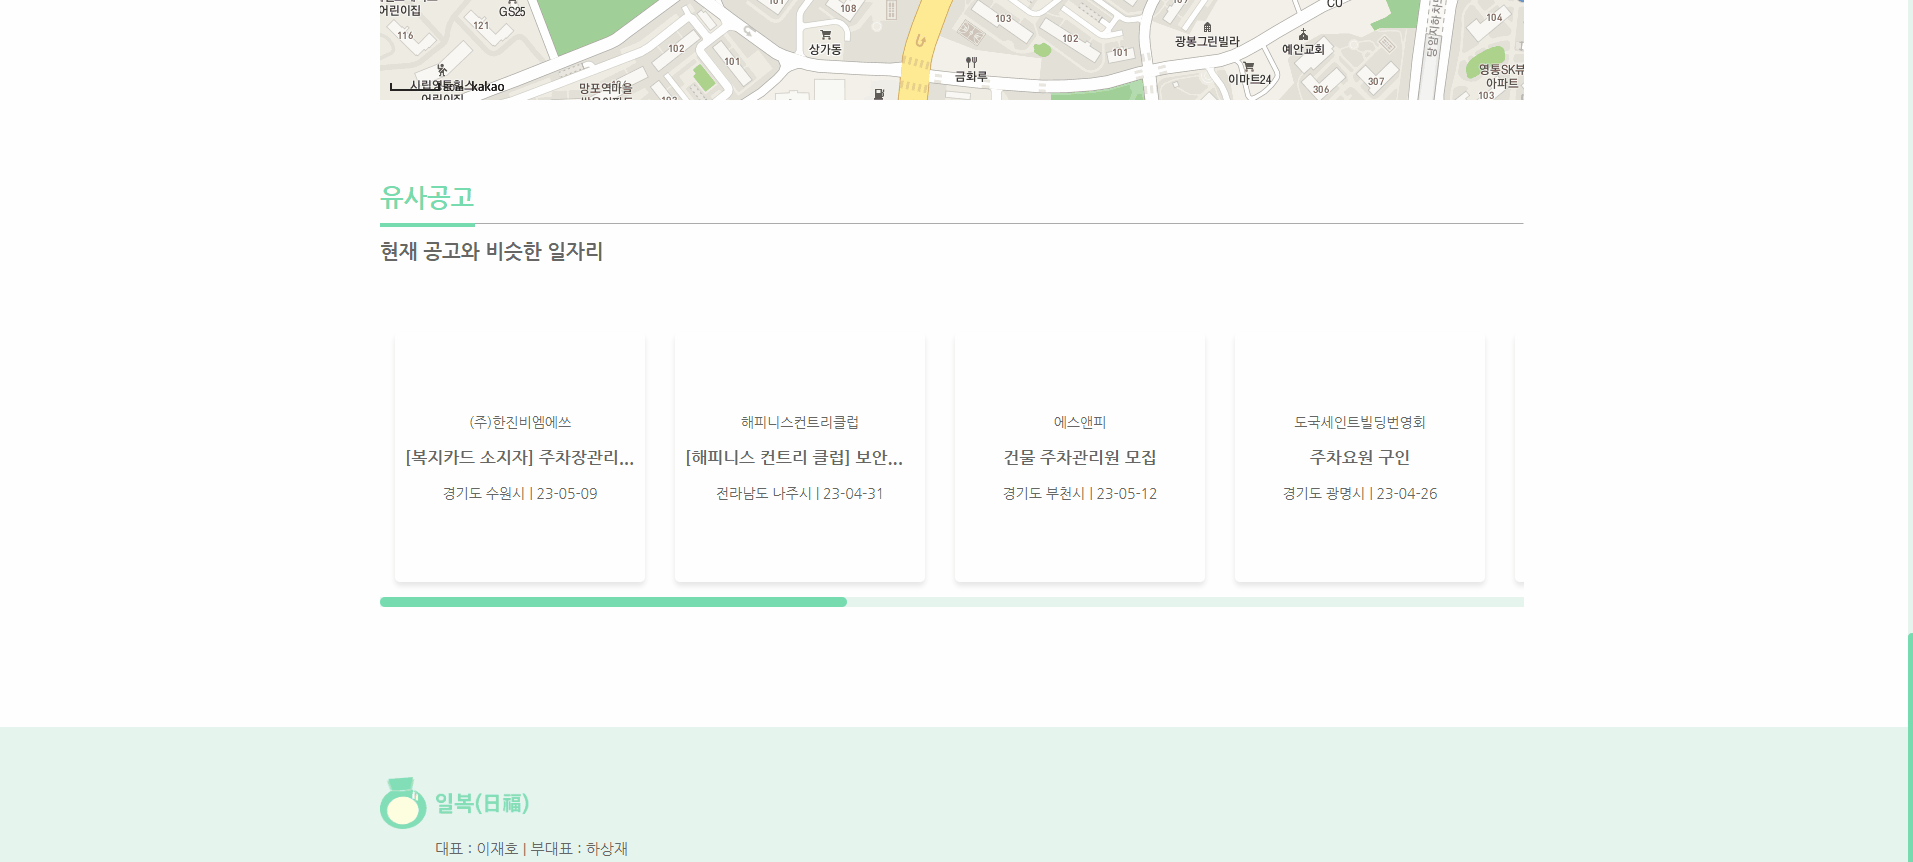 어린이집
GS25
121
116
시립영통힐스
어린이집
kakao
102
101
101
108
상가동
망포역마을
103
금화루
103
102
101
107
광봉그린빌라
CU
예안교회
이마트24
306
307
104
영통SK뷰
아파트
103
유사공고
현재 공고와 비슷한 일자리
(주)한진비엠에쓰
[복지카드 소지자] 주차장관리...
경기도 수원시 | 23-05-09
해피니스컨트리클럽
[해피니스 컨트리 클럽] 보안...
전라남도 나주시 | 23-04-31
에스앤피
건물 주차관리원 모집
경기도 부천시 | 23-05-12
도국세인트빌딩번영회
주차요원 구인
경기도 광명시 | 23-04-26
일복(日福)
대표 : 이재호 | 부대표 : 하상재